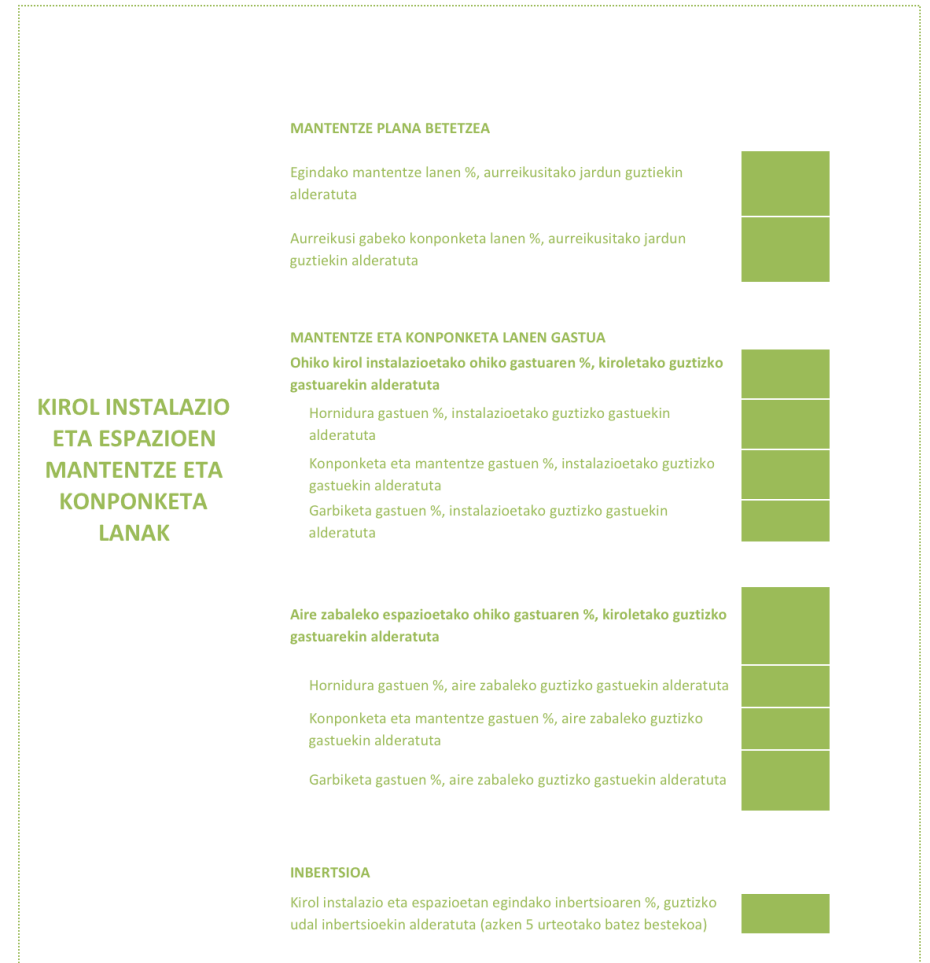 MANTENTZE PLANA BETETZEA
Egindako mantentze lanen %, aurreikusitako jardun guztiekin
alderatuta
Aurreikusi gabeko konponketa lanen %, aurreikusitako jardun
guztiekin alderatuta
MANTENTZE ETA KONPONKETA LANEN GASTUA
Ohiko kirol instalazioetako ohiko gastuaren %, kiroletako guztizko
gastuarekin alderatuta
KIROL INSTALAZIO
ETA ESPAZIOEN
MANTENTZE ETA
KONPONKETA
LANAK
Hornidura gastuen %, instalazioetako guztizko gastuekin
alderatuta
Konponketa eta mantentze gastuen %, instalazioetako guztizko
gastuekin alderatuta
Garbiketa gastuen %, instalazioetako guztizko gastuekin
alderatuta
Aire zabaleko espazioetako ohiko gastuaren %, kiroletako guztizko
gastuarekin alderatuta
Hornidura gastuen %, aire zabaleko guztizko gastuekin alderatuta
Konponketa eta mantentze gastuen %, aire zabaleko guztizko
gastuekin alderatuta
Garbiketa gastuen %, aire zabaleko guztizko gastuekin alderatuta
INBERTSIOA
Kirol instalazio eta espazioetan egindako inbertsioaren %, guztizko
udal inbertsioekin alderatuta (azken 5 urteotako batez bestekoa)